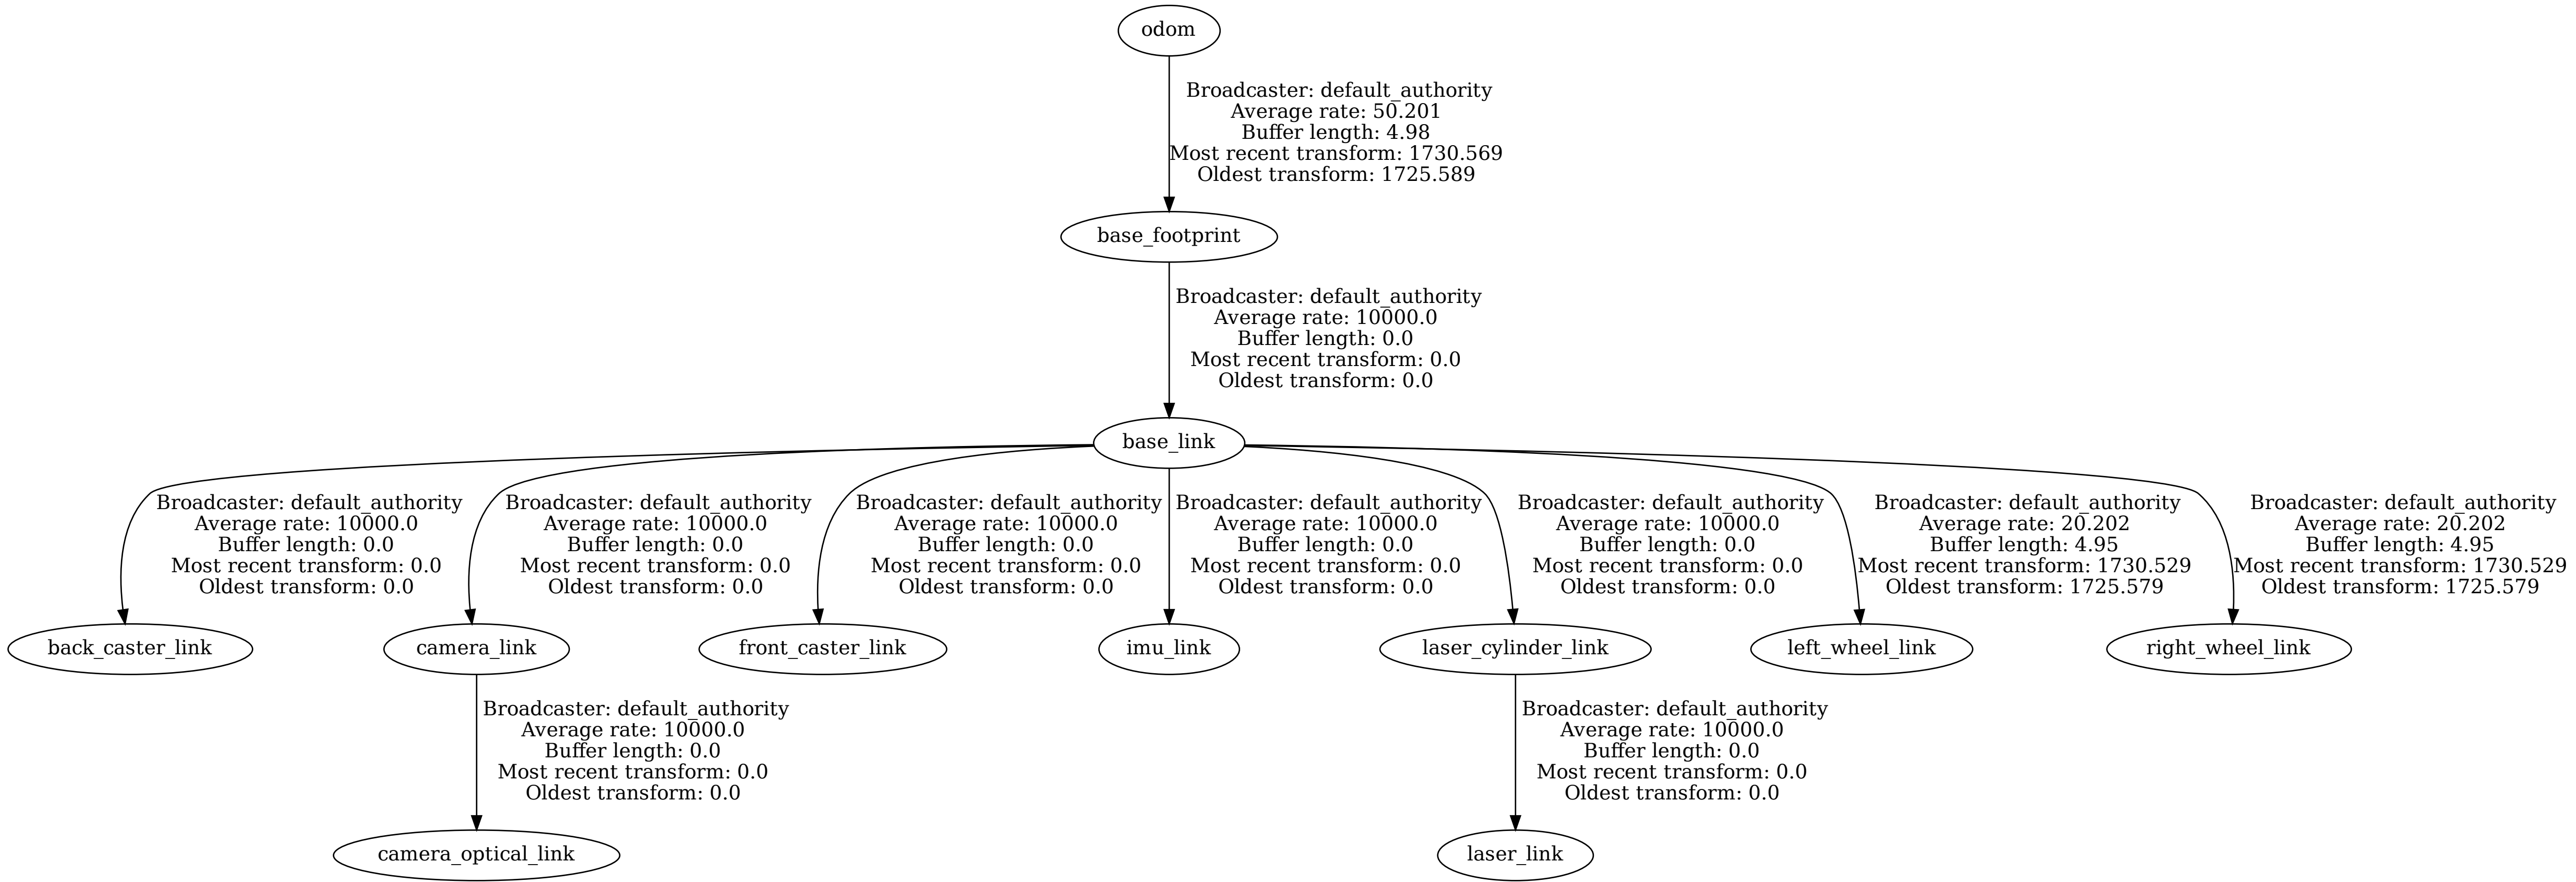 odom
Broadcaster: default_authority
Average rate: 50.201
Buffer length: 4.98
Most recent transform: 1730.569
Oldest transform: 1725.589
base_footprint
Broadcaster: default_authority
Average rate: 10000.0
Buffer length: 0.0
Most recent transform: 0.0
Oldest transform: 0.0
base_link
Broadcaster: default_authority
Average rate: 10000.0
Buffer length: 0.0
Most recent transform: 0.0
Oldest transform: 0.0
Broadcaster: default_authority
Average rate: 10000.0
Buffer length: 0.0
Most recent transform: 0.0
Oldest transform: 0.0
Broadcaster: default_authority
Average rate: 10000.0
Buffer length: 0.0
Most recent transform: 0.0
Oldest transform: 0.0
Broadcaster: default_authority
Average rate: 10000.0
Buffer length: 0.0
Most recent transform: 0.0
Oldest transform: 0.0
Broadcaster: default_authority
Average rate: 10000.0
Buffer length: 0.0
Most recent transform: 0.0
Oldest transform: 0.0
Broadcaster: default_authority
Average rate: 20.202
Buffer length: 4.95
Most recent transform: 1730.529
Oldest transform: 1725.579
Broadcaster: default_authority
Average rate: 20.202
Buffer length: 4.95
Most recent transform: 1730.529
Oldest transform: 1725.579
back_caster_link
camera_link
front_caster_link
imu_link
laser_cylinder_link
left_wheel_link
right_wheel_link
Broadcaster: default_authority
Average rate: 10000.0
Buffer length: 0.0
Most recent transform: 0.0
Oldest transform: 0.0
Broadcaster: default_authority
Average rate: 10000.0
Buffer length: 0.0
Most recent transform: 0.0
Oldest transform: 0.0
camera_optical_link
laser_link